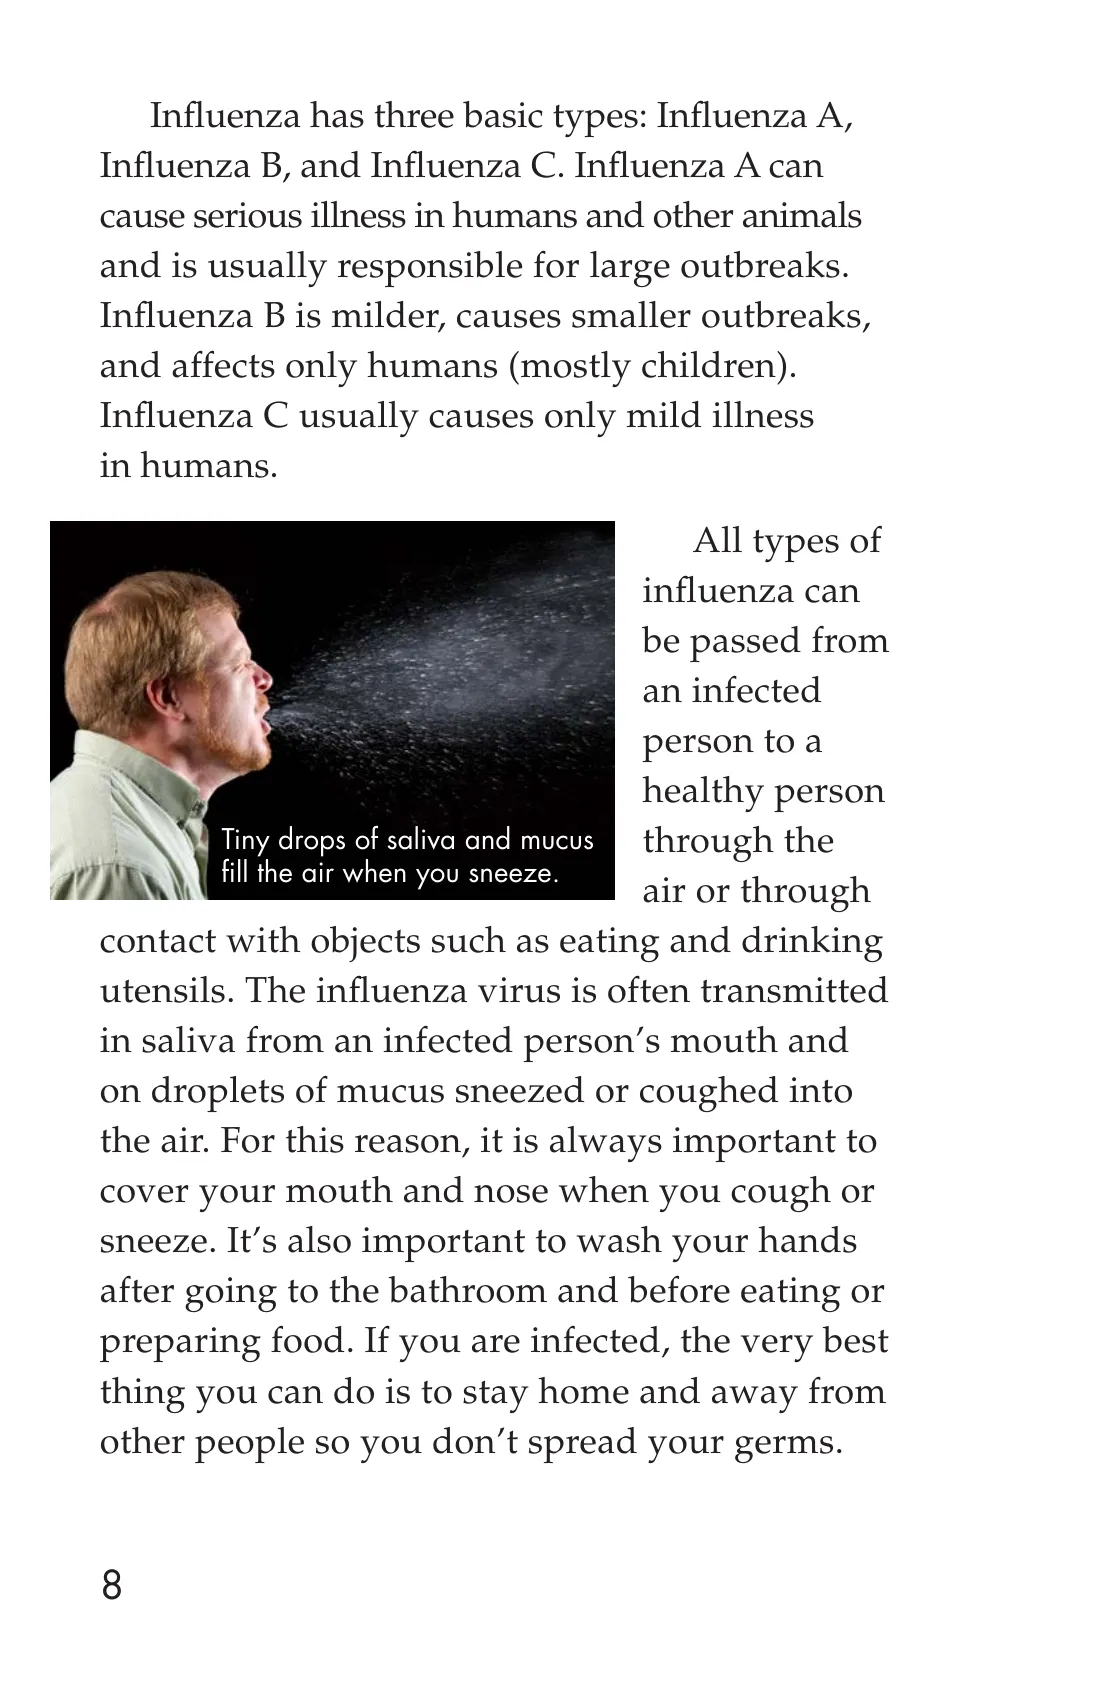 Influenza has three basic types: Influenza A,
Influenza B, and Influenza C. Influenza A can
cause serious illness in humans and other animals
and is usually responsible for large outbreaks.
Influenza B is milder, causes smaller outbreaks,
and affects only humans (mostly children).
Influenza C usually causes only mild illness
in humans.
Tiny drops of saliva and mucus
fill the air when you sneeze.
All types of
influenza can
be passed from
an infected
person to a
healthy person
through the
air or through
contact with objects such as eating and drinking
utensils. The influenza virus is often transmitted
in saliva from an infected person’s mouth and
on droplets of mucus sneezed or coughed into
the air. For this reason, it is always important to
cover your mouth and nose when you cough or
sneeze. It’s also important to wash your hands
after going to the bathroom and before eating or
preparing food. If you are infected, the very best
thing you can do is to stay home and away from
other people so you don’t spread your germs.
8